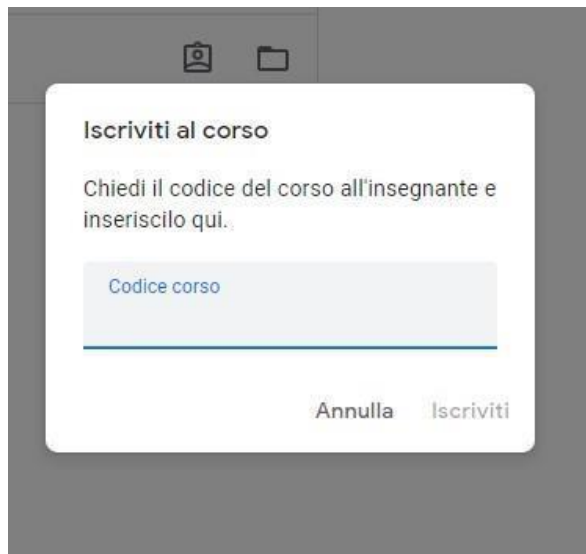 Iscriviti al corso
Chiedi il codice del corso all'insegnante e
inseriscilo qui.
Codice corso
Annulla Iscriviti